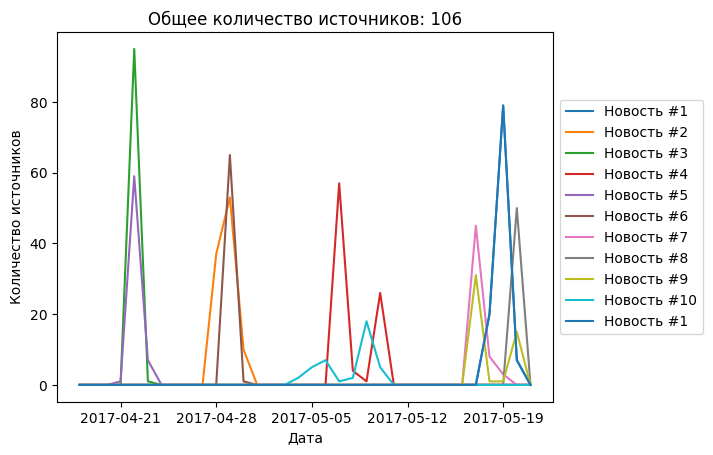 Общее количество источников: 106
Количество источников
80
60
40
20
0
2017-04-21
2017-04-28
2017-05-05
2017-05-12
2017-05-19
Дата
Новость #1
Новость #2
Новость #3
Новость #4
Новость #5
Новость #6
Новость #7
Новость #8
Новость #9
Новость #10
Новость #1